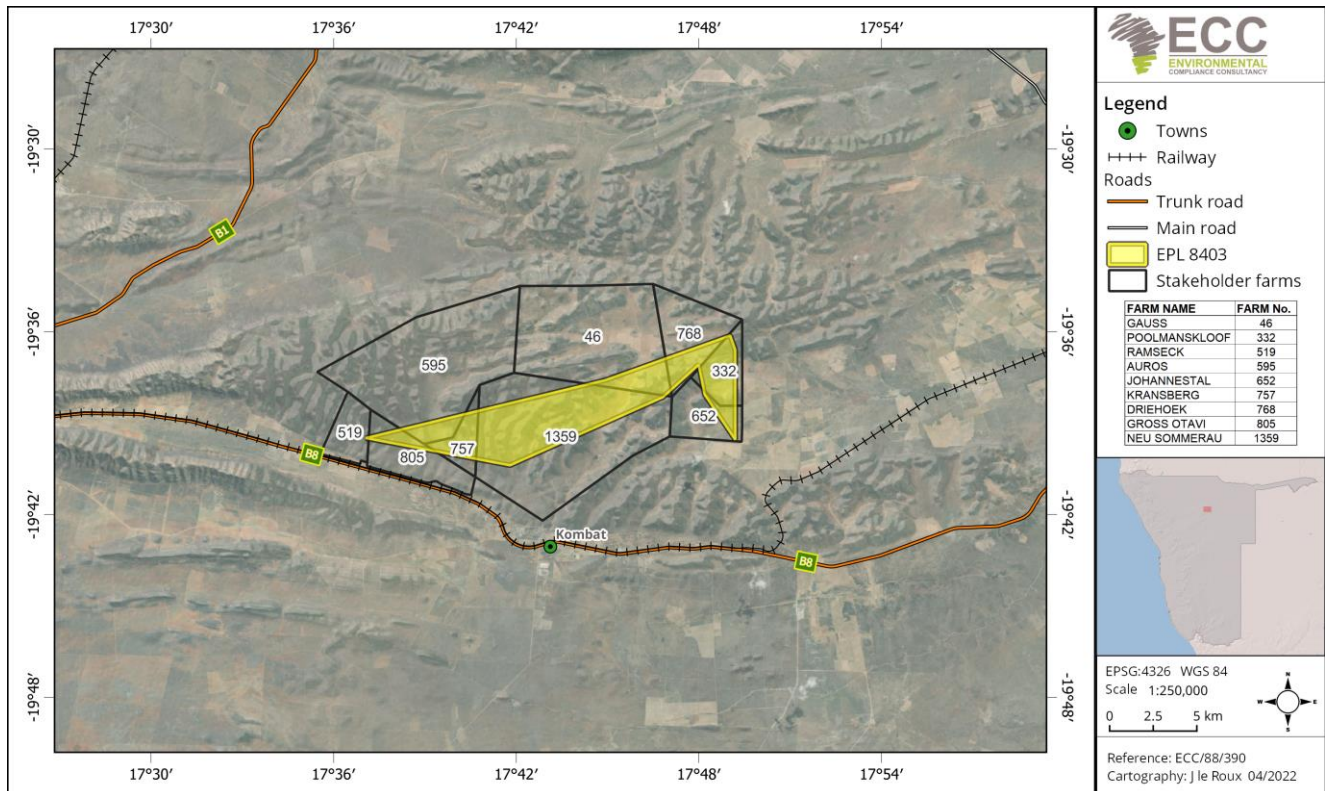 17°30′ 17°36′ 17°42′ 17°48′ 17°54′
-19°30′ -19°30′
B1
-19°36′ -19°36′
46
768
595
332
652
519
1359
757
805
B8
-19°42′ -19°42′
Kombat
B8
-19°48′ -19°48′
17°30′ 17°36′ 17°42′ 17°48′ 17°54′
ECC
ENVIRONMENTAL
COMPLIANCE CONSULTANCY
Legend
Towns
Railway
Roads
Trunk road
Main road
EPL 8403
Stakeholder farms
FARM NAME FARM No.
GAUSS 46
POOLMANSKLOOF 332
RAMSECK 519
AUROS 595
JOHANNESTAL 652
KRANSBERG 757
DRIEHOEK 768
GROSS OTAVI 805
NEU SOMMERAU 1359
EPSG:4326 WGS 84
Scale 1:250,000
0 2.5 5 km
N
W E
S
Reference: ECC/88/390
Cartography: J le Roux 04/2022